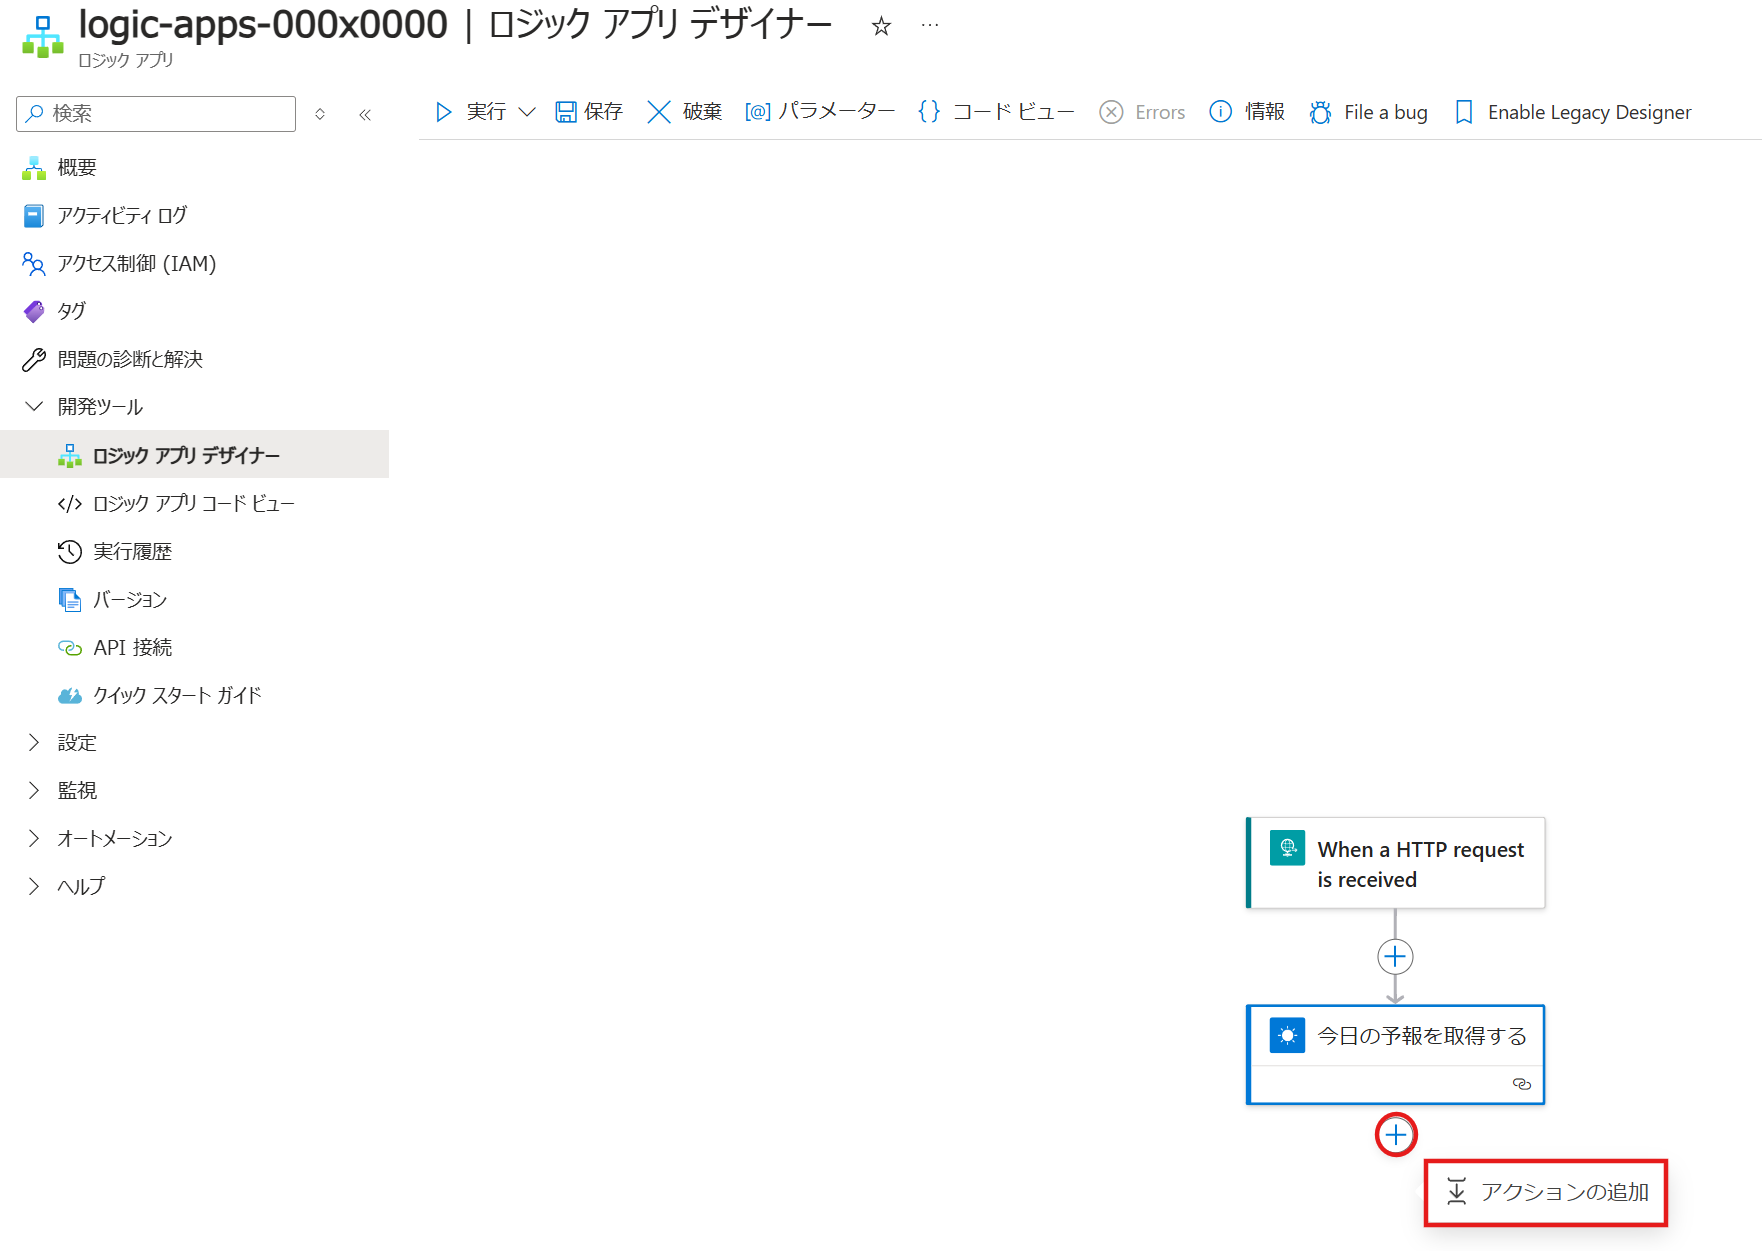 logic-apps-000x0000 | ロジック アプリ デザイナー ☆ …
ロジック アプリ
検索
«
実行
保存
破棄
[@] パラメーター
{} コード ビュー
Errors
情報
File a bug
Enable Legacy Designer
概要
アクティビティ ログ
アクセス制御 (IAM)
タグ
問題の診断と解決
開発ツール
ロジック アプリ デザイナー
</> ロジック アプリ コード ビュー
実行履歴
バージョン
API 接続
クイック スタート ガイド
設定
監視
オートメーション
ヘルプ
When a HTTP request
is received
今日の予報を取得する
アクションの追加